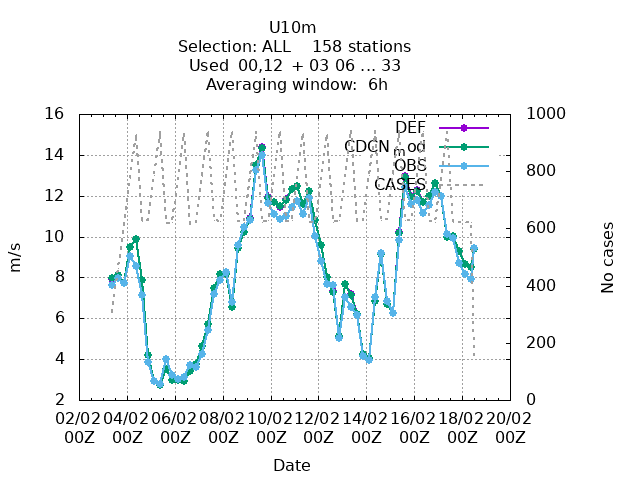 U10m
Selection: ALL 158 stations
Used 00,12 + 03 06 ... 33
Averaging window: 6h
16
14
12
10
8
6
4
2
m/s
1000
800
600
400
200
0
No cases
DEF
CDCN_mod
OBS
CASES
02/02 04/02 06/02 08/02 10/02 12/02 14/02 16/02 18/02 20/02
00Z 00Z 00Z 00Z 00Z 00Z 00Z 00Z 00Z 00Z
Date